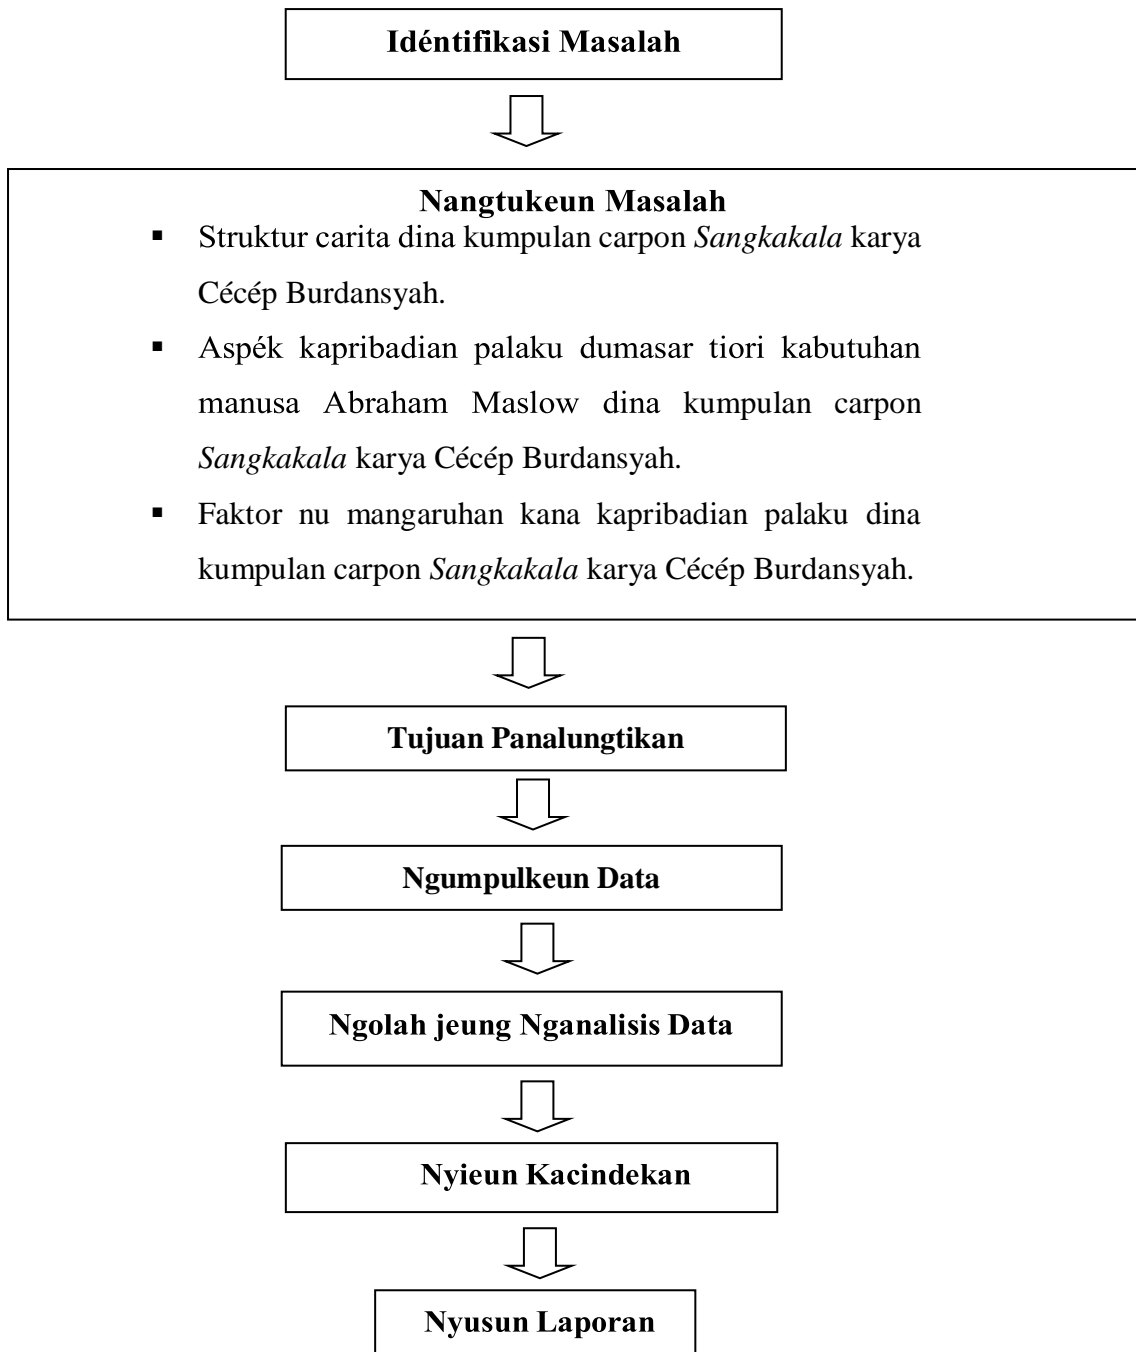 Idéntifikasi Masalah
Nangtukeun Masalah
▪ Struktur carita dina kumpulan carpon Sangkakala karya
Cécép Burdansyah.
▪ Aspék kapribadian palaku dumasar tiori kabutuhan
manusa Abraham Maslow dina kumpulan carpon
Sangkakala karya Cécép Burdansyah.
▪ Faktor nu mangaruhan kana kapribadian palaku dina
kumpulan carpon Sangkakala karya Cécép Burdansyah.
Tujuan Panalungtikan
Ngumpulkeun Data
Ngolah jeung Nganalisis Data
Nyieun Kacindekan
Nyusun Laporan